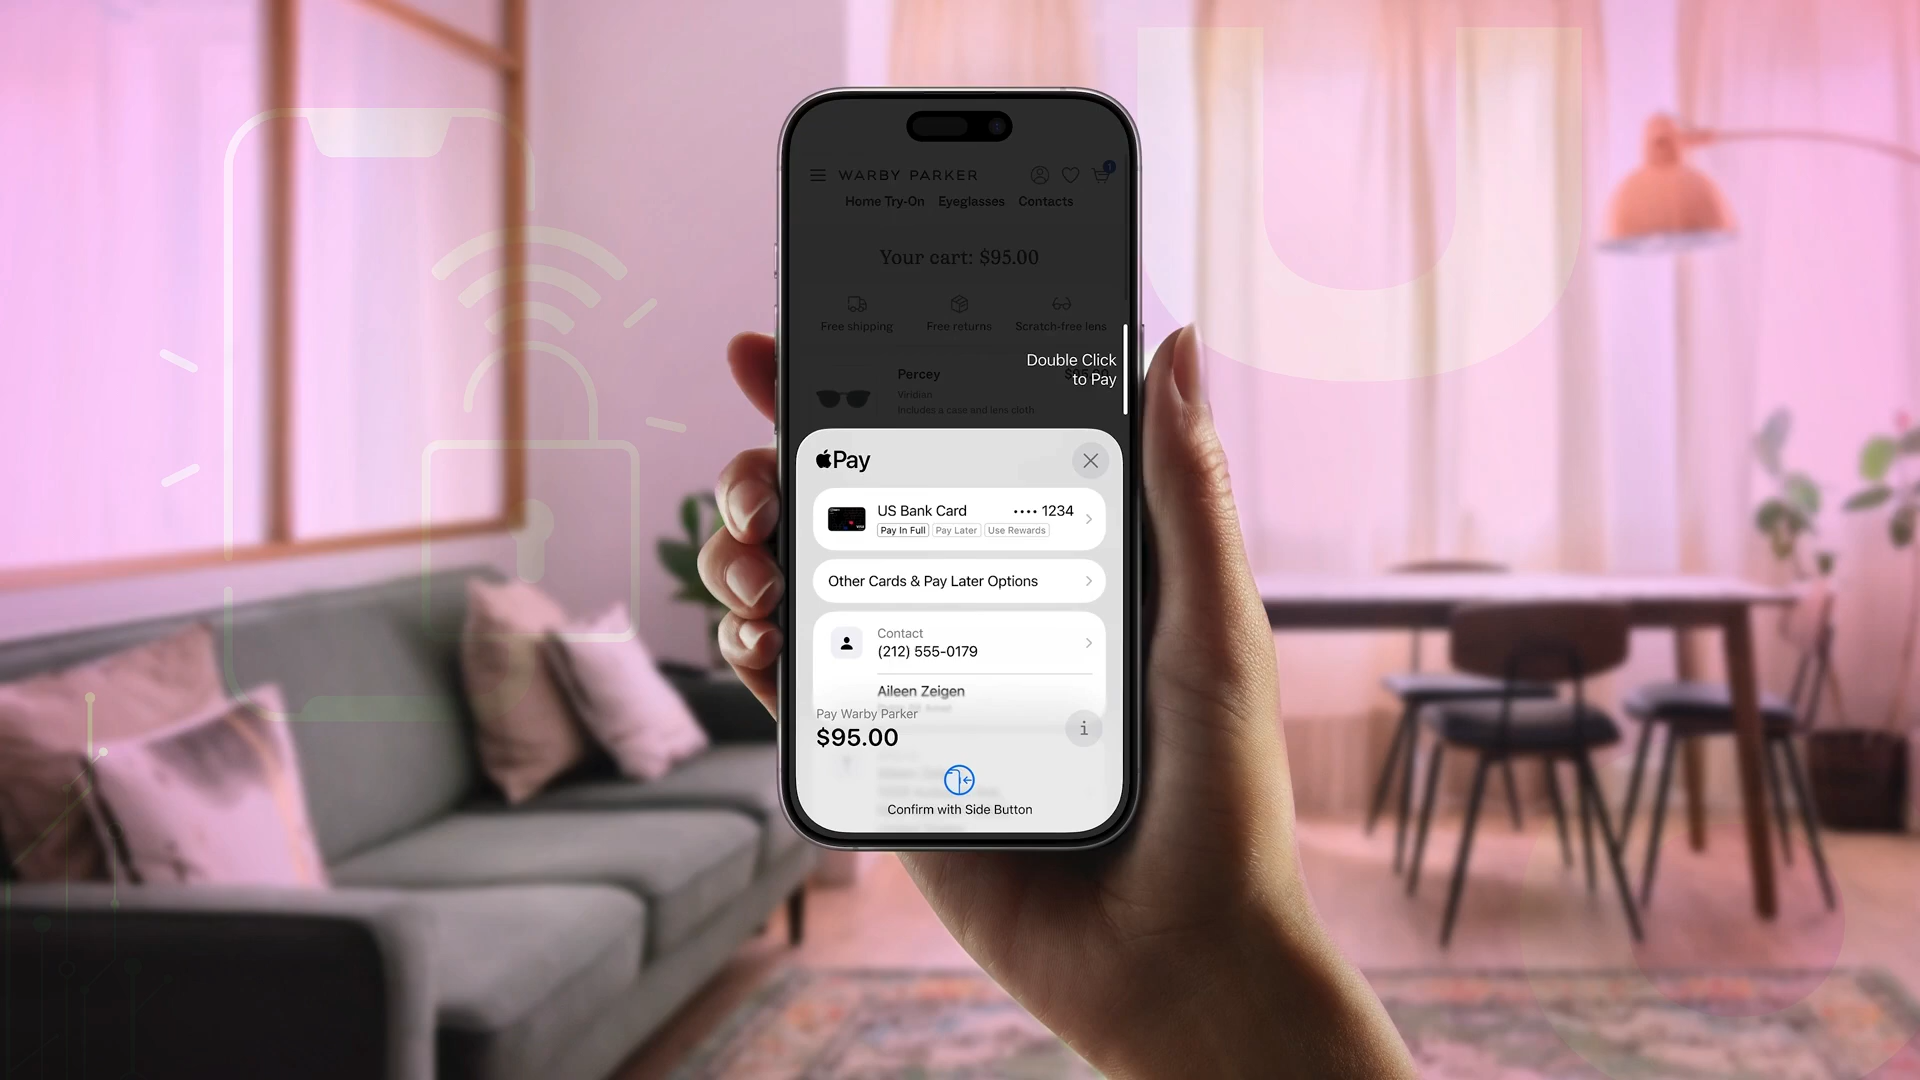 WARBY PARKER
1
Home Try-On Eyeglasses Contacts
Your cart: $95.00
Free shipping Free returns Scratch-free lens
Double Click
to Pay
Percey
Viridian
Includes a case and lens cloth
Pay
US Bank Card •••• 1234
Pay In Full Pay Later Use Rewards
Other Cards & Pay Later Options
Contact
(212) 555-0179
Aileen Zeigen
Pay Warby Parker
$95.00
i
Confirm with Side Button
U